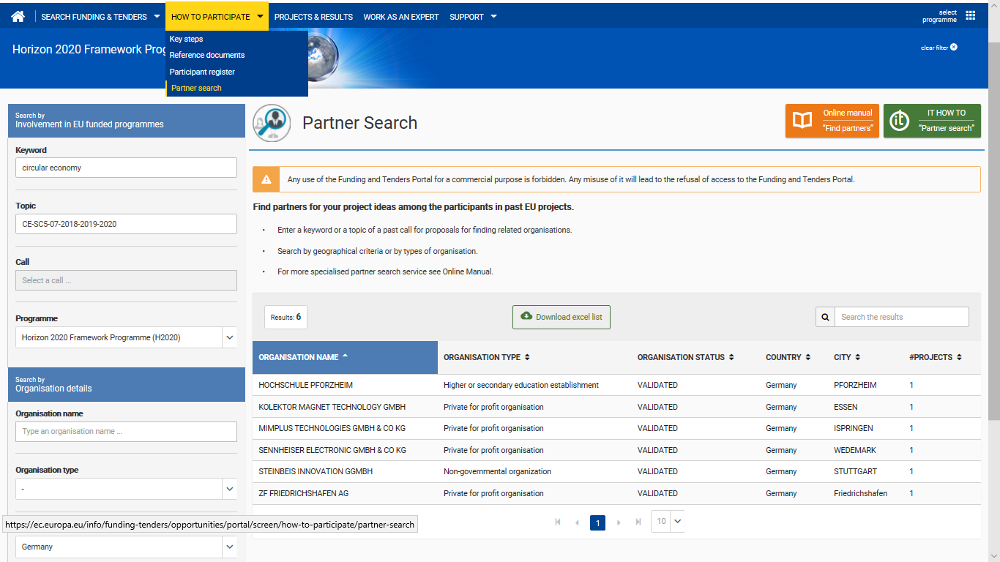 SEARCH FUNDING & TENDERS HOW TO PARTICIPATE PROJECTS & RESULTS WORK AS AN EXPERT SUPPORT select programme
Key steps
Reference documents
Participant register
Partner search
Horizon 2020 Framework Prog
clear filter
Search by
Involvement in EU funded programmes
Keyword
circular economy
Topic
CE-SC5-07-2018-2019-2020
Call
Select a call ...
Programme
Horizon 2020 Framework Programme (H2020)
Search by
Organisation details
Organisation name
Type an organisation name ...
Organisation type
-
https://ec.europa.eu/info/funding-tenders/opportunities/portal/screen/how-to-participate/partner-search
Germany
Partner Search
Online manual
"Find partners"
it
IT HOW TO
"Partner search"
Any use of the Funding and Tenders Portal for a commercial purpose is forbidden. Any misuse of it will lead to the refusal of access to the Funding and Tenders Portal.
Find partners for your project ideas among the participants in past EU projects.
• Enter a keyword or a topic of a past call for proposals for finding related organisations.
• Search by geographical criteria or by types of organisation.
• For more specialised partner search service see Online Manual.
Results: 6 Download excel list Search the results
ORGANISATION NAME ORGANISATION TYPE ORGANISATION STATUS COUNTRY CITY #PROJECTS
HOCHSCHULE PFORZHEIM Higher or secondary education establishment VALIDATED Germany PFORZHEIM 1
KOLEKTOR MAGNET TECHNOLOGY GMBH Private for profit organisation VALIDATED Germany ESSEN 1
MIMPLUS TECHNOLOGIES GMBH & CO KG Private for profit organisation VALIDATED Germany ISPRINGEN 1
SENNHEISER ELECTRONIC GMBH & CO KG Private for profit organisation VALIDATED Germany WEDEMARK 1
STEINBEIS INNOVATION GGMBH Non-governmental organization VALIDATED Germany STUTTGART 1
ZF FRIEDRICHSHAFEN AG Private for profit organisation VALIDATED Germany Friedrichshafen 1
1 10